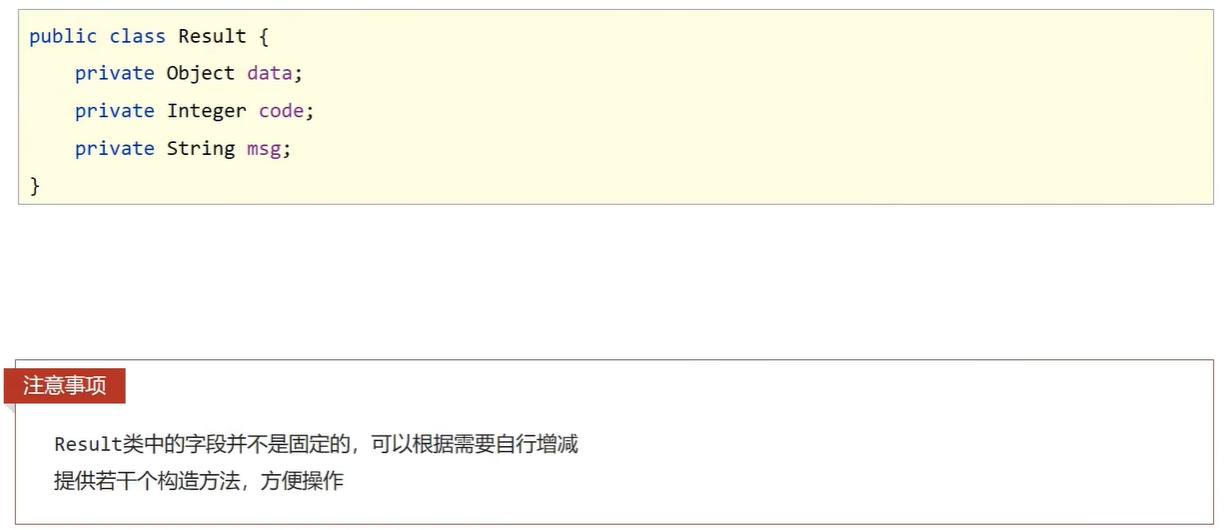 public class Result {
    private Object data;
    private Integer code;
    private String msg;
}
注意事项
Result类中的字段并不是固定的，可以根据需要自行增减
提供若干个构造方法，方便操作